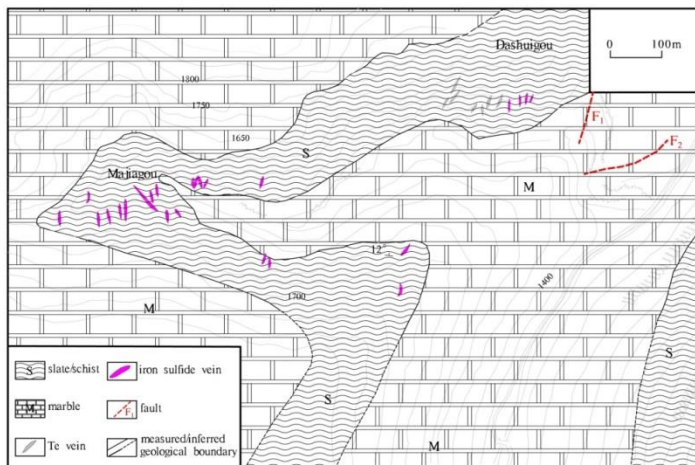 Dashuigou
0 100m
1800
1750
F1
1650
F2
S
Majiagou
M
12°
1400
1700
M
S
S
M
S slate/schist
iron sulfide vein
M marble
F1 fault
Te vein
measured/inferred
geological boundary